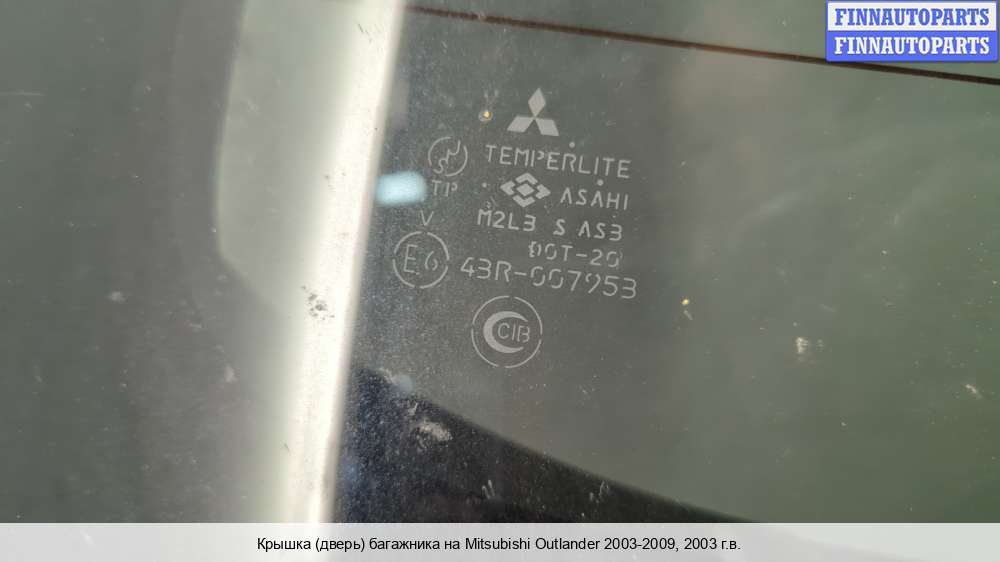 FINNAUTOPARTS
FINNAUTOPARTS
TEMPERLITE
TP
ASAHI
M2L3 S AS3
V
DOT-20
E6
43R-007953
CIB
Крышка (дверь) багажника на Mitsubishi Outlander 2003-2009, 2003 г.в.